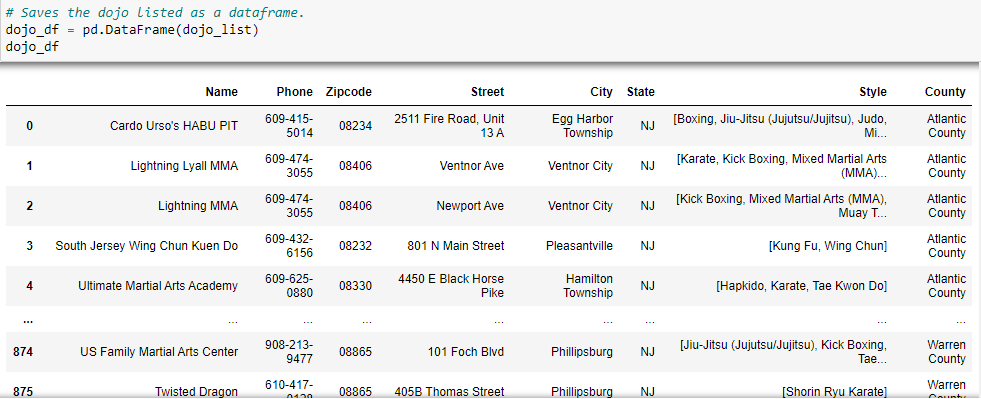 # Saves the dojo listed as a dataframe.
dojo_df = pd.DataFrame(dojo_list)
dojo_df
Name Phone Zipcode Street City State Style County
0 Cardo Urso's HABU PIT 609-415-5014 08234 2511 Fire Road, Unit 13 A Egg Harbor Township NJ [Boxing, Jiu-Jitsu (Jujutsu/Jujitsu), Judo, Mi... Atlantic County
1 Lightning Lyall MMA 609-474-3055 08406 Ventnor Ave Ventnor City NJ [Karate, Kick Boxing, Mixed Martial Arts (MMA)... Atlantic County
2 Lightning MMA 609-474-3055 08406 Newport Ave Ventnor City NJ [Kick Boxing, Mixed Martial Arts (MMA), Muay T... Atlantic County
3 South Jersey Wing Chun Kuen Do 609-432-6156 08232 801 N Main Street Pleasantville NJ [Kung Fu, Wing Chun] Atlantic County
4 Ultimate Martial Arts Academy 609-625-0880 08330 4450 E Black Horse Pike Hamilton Township NJ [Hapkido, Karate, Tae Kwon Do] Atlantic County
... ... ... ... ... ... ... ... ...
874 US Family Martial Arts Center 908-213-9477 08865 101 Foch Blvd Phillipsburg NJ [Jiu-Jitsu (Jujutsu/Jujitsu), Kick Boxing, Tae... Warren County
875 Twisted Dragon 610-417- 08865 405B Thomas Street Phillipsburg NJ [Shorin Ryu Karate] Warren County